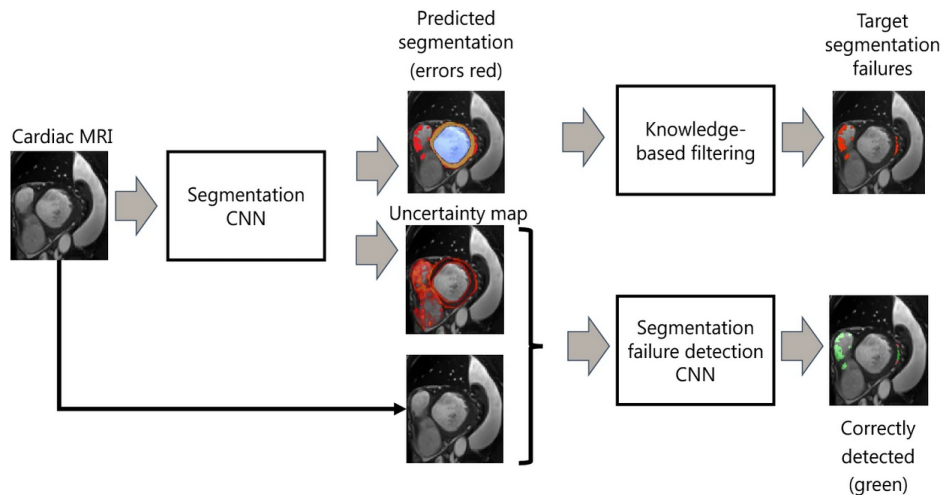 Predicted
segmentation
(errors red)
Target
segmentation
failures
Cardiac MRI
Segmentation
CNN
Knowledge-
based filtering
Uncertainty map
Segmentation
failure detection
CNN
Correctly
detected
(green)